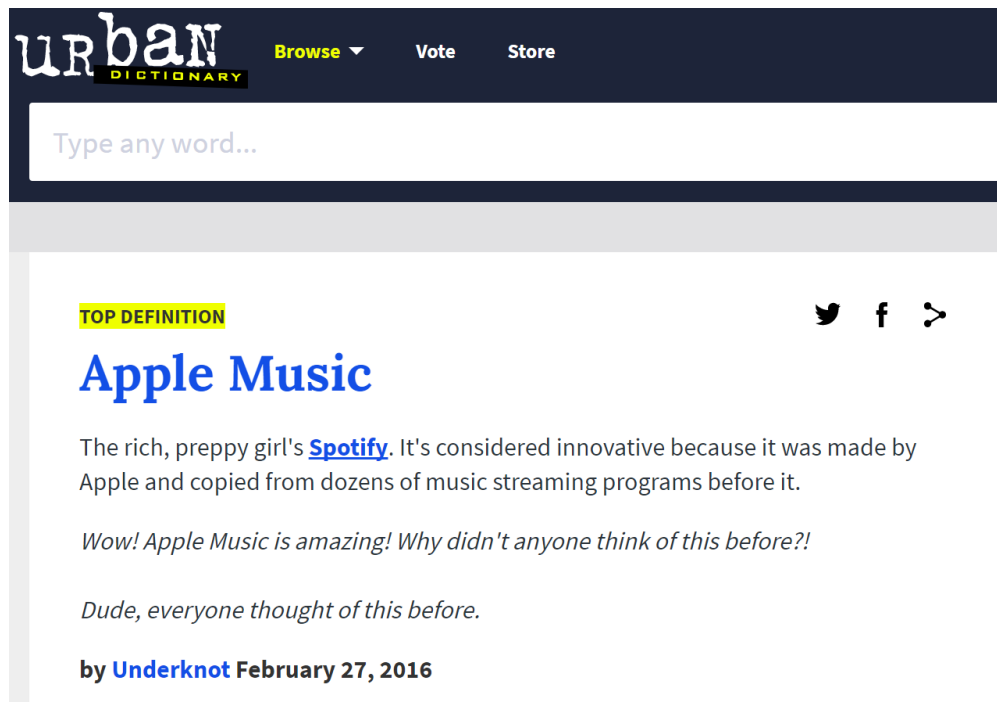 urban
DICTIONARY
Browse Vote Store
Type any word...
TOP DEFINITION
Apple Music
The rich, preppy girl's Spotify. It's considered innovative because it was made by
Apple and copied from dozens of music streaming programs before it.
Wow! Apple Music is amazing! Why didn't anyone think of this before?!
Dude, everyone thought of this before.
by Underknot February 27, 2016